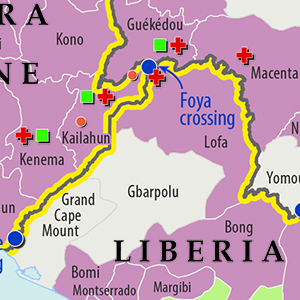 RA
Guékédou
Kono
NE
Macenta
Foya
crossing
Kailahun
Lofa
Kenema
Yomou
Gbarpolu
Grand
Cape
Mount
un
Bong
g
LIBERIA
Bomi
Montserrado
Margibi